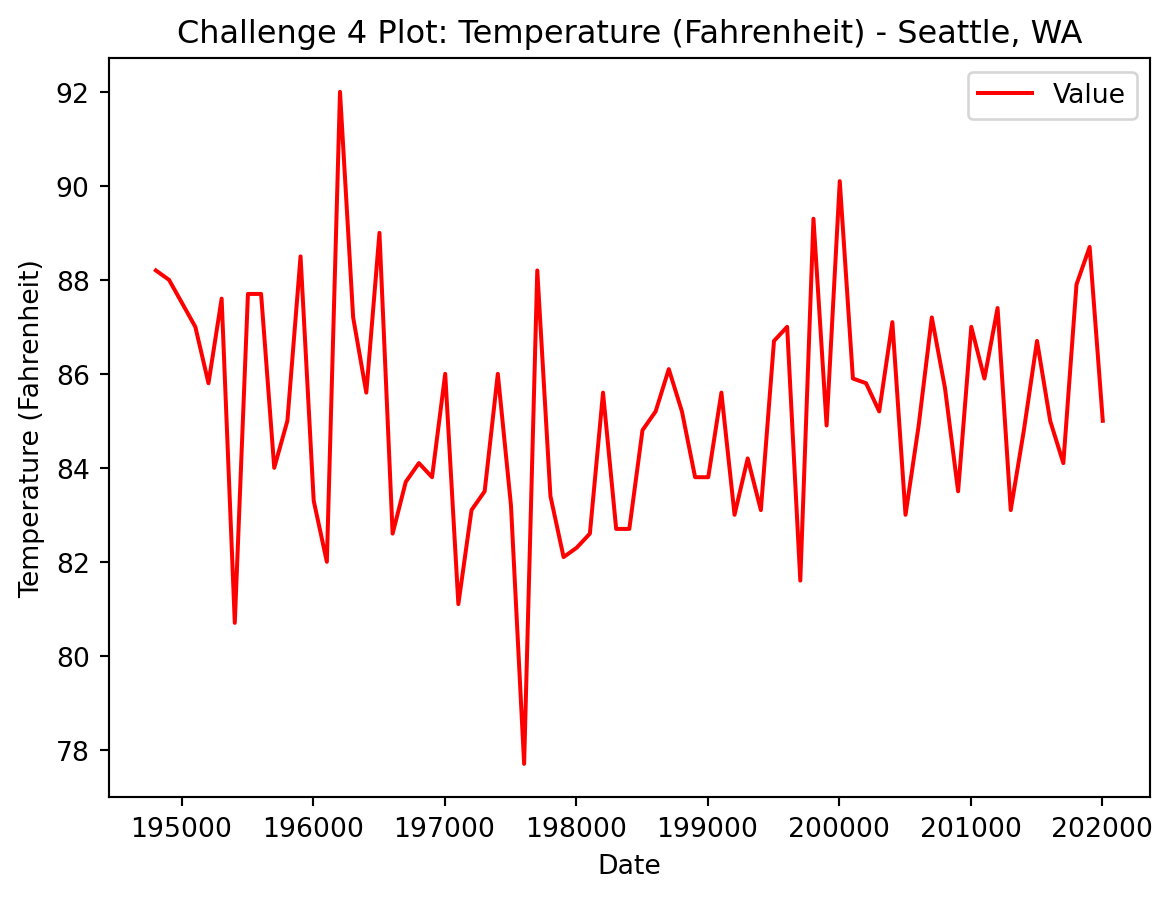 Challenge 4 Plot: Temperature (Fahrenheit) - Seattle, WA
Value
92
90
88
86
84
82
80
78
Temperature (Fahrenheit)
195000 196000 197000 198000 199000 200000 201000 202000
Date